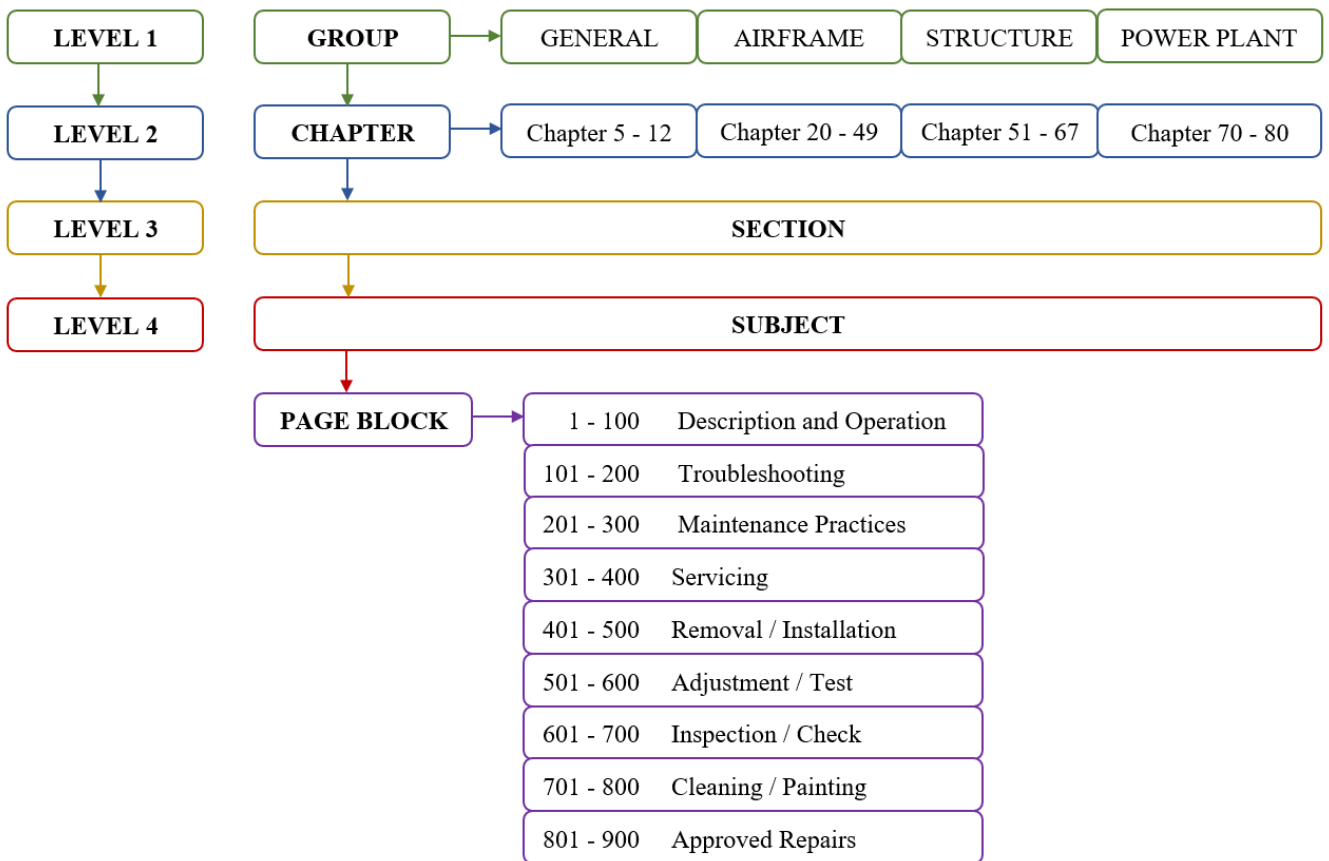 LEVEL 1 GROUP GENERAL AIRFRAME STRUCTURE POWER PLANT
LEVEL 2 CHAPTER Chapter 5 - 12 Chapter 20 - 49 Chapter 51 - 67 Chapter 70 - 80
LEVEL 3 SECTION
LEVEL 4 SUBJECT
PAGE BLOCK 1 - 100 Description and Operation
101 - 200 Troubleshooting
201 - 300 Maintenance Practices
301 - 400 Servicing
401 - 500 Removal / Installation
501 - 600 Adjustment / Test
601 - 700 Inspection / Check
701 - 800 Cleaning / Painting
801 - 900 Approved Repairs